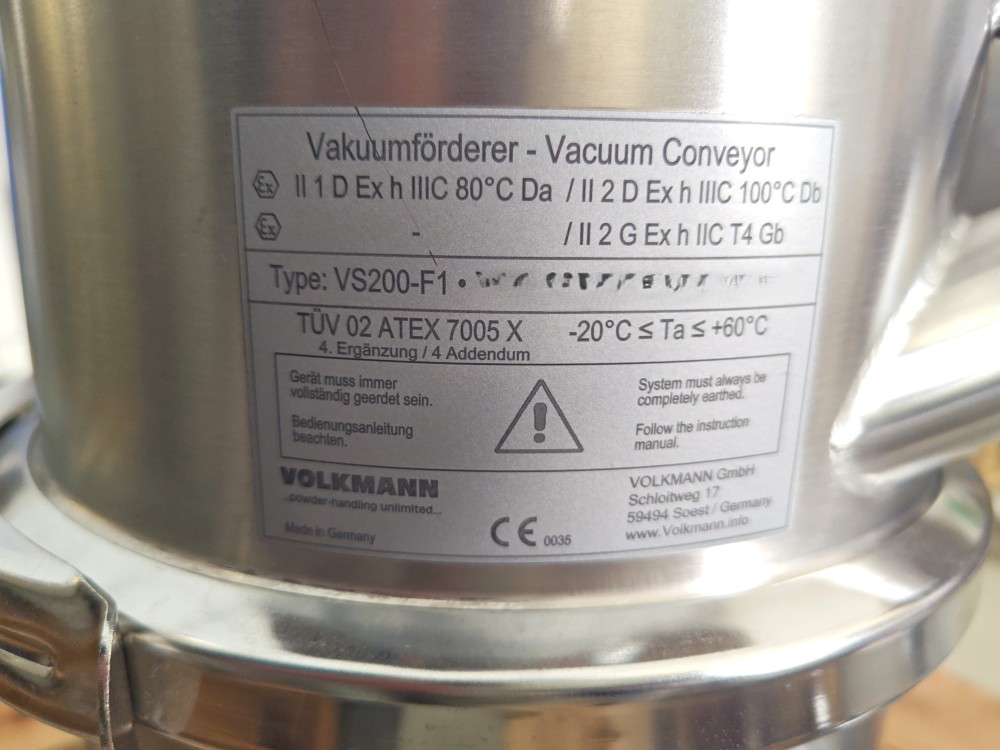 Vakuumförderer - Vacuum Conveyor
Ex II 1 D Ex h IIIC 80°C Da / II 2 D Ex h IIIC 100°C Db
Ex - / II 2 G Ex h IIC T4 Gb
Type: VS200-F1 •
TÜV 02 ATEX 7005 X -20°C ≤ Ta ≤ +60°C
4. Ergänzung / 4 Addendum
Gerät muss immer
vollständig geerdet sein.
Bedienungsanleitung
beachten.
System must always be
completely earthed.
Follow the instruction
manual.
VOLKMANN
...powder-handling unlimited...
Made in Germany
CE 0035
VOLKMANN GmbH
Schloitweg 17
59494 Soest / Germany
www.Volkmann.info